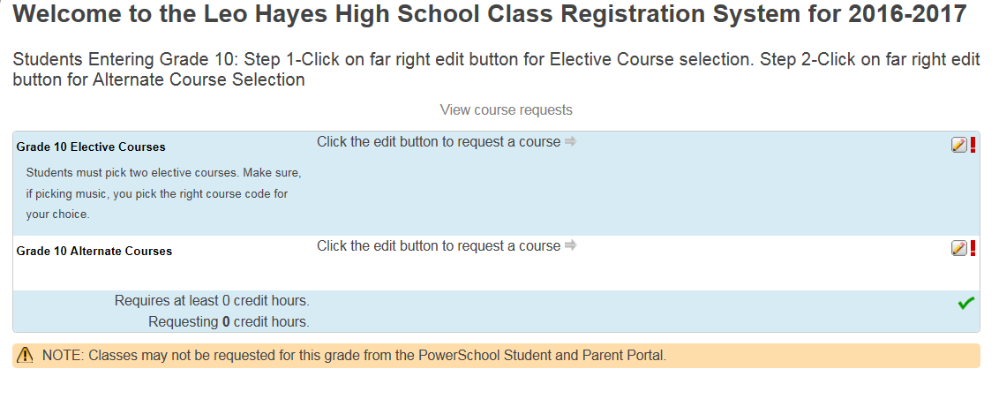 Welcome to the Leo Hayes High School Class Registration System for 2016-2017
Students Entering Grade 10: Step 1-Click on far right edit button for Elective Course selection. Step 2-Click on far right edit
button for Alternate Course Selection
View course requests
Grade 10 Elective Courses
Click the edit button to request a course
Students must pick two elective courses. Make sure,
if picking music, you pick the right course code for
your choice.
Grade 10 Alternate Courses
Click the edit button to request a course
Requires at least 0 credit hours.
Requesting 0 credit hours.
NOTE: Classes may not be requested for this grade from the PowerSchool Student and Parent Portal.